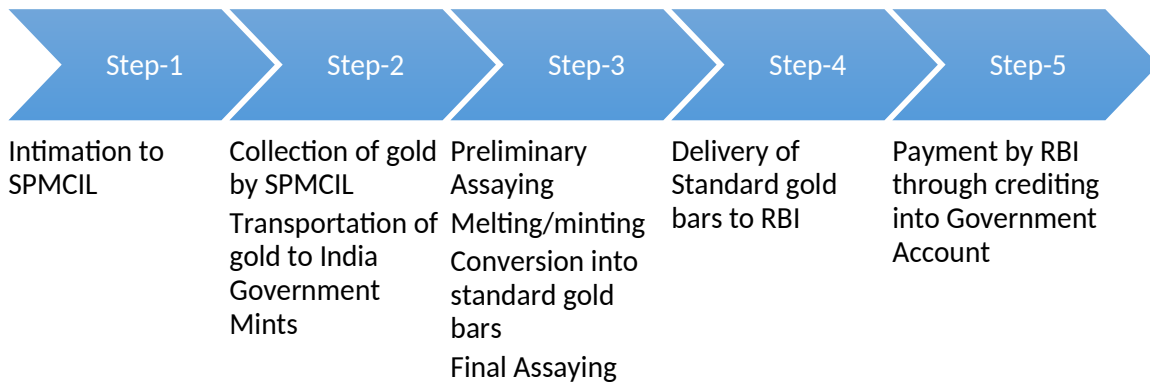 Step-1
Step-2
Step-3
Step-4
Step-5
Intimation to
SPMCIL
Collection of gold
by SPMCIL
Transportation of
gold to India
Government
Mints
Preliminary
Assaying
Melting/minting
Conversion into
standard gold
bars
Final Assaying
Delivery of
Standard gold
bars to RBI
Payment by RBI
through crediting
into Government
Account